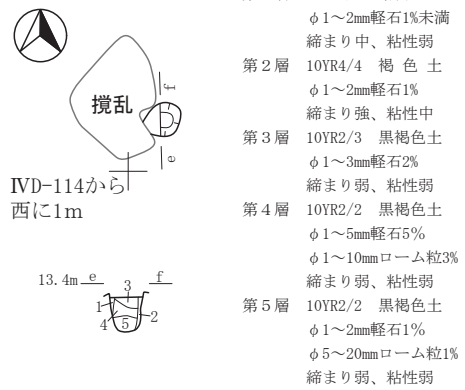 φ1～2mm軽石1%未満
締まり中、粘性弱
第2層 10YR4/4 褐 色 土
φ1～2mm軽石1%
締まり強、粘性中
第3層 10YR2/3 黒褐色土
φ1～3mm軽石2%
締まり弱、粘性弱
第4層 10YR2/2 黒褐色土
φ1～5mm軽石5%
φ1～10mmローム粒3%
締まり弱、粘性弱
第5層 10YR2/2 黒褐色土
φ1～2mm軽石1%
φ5～20mmローム粒1%
締まり弱、粘性弱
撹乱
f
e
ⅣD-114から
西に1m
13.4m e f
3
1
2
4 5